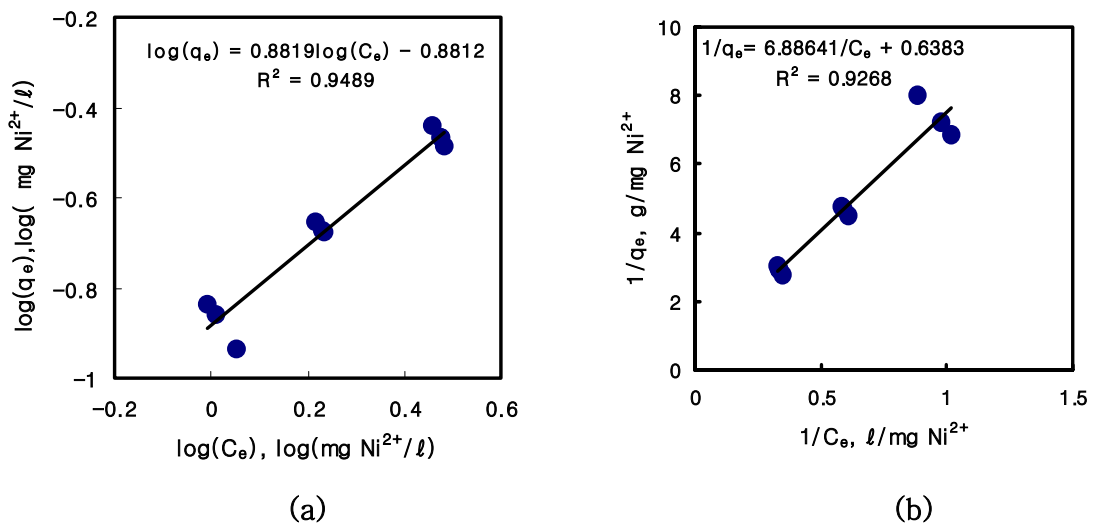 log(qₑ) = 0.8819log(Cₑ) − 0.8812
R² = 0.9489
−0.2
−0.4
−0.6
−0.8
−1
−0.2
0
0.2
0.4
0.6
log(qₑ),log( mg Ni²⁺/ℓ)
log(Cₑ), log(mg Ni²⁺/ℓ)
(a)
1/qₑ= 6.88641/Cₑ + 0.6383
R² = 0.9268
10
8
6
4
2
0
0
0.5
1
1.5
1/qₑ, g/mg Ni²⁺
1/Cₑ, ℓ/mg Ni²⁺
(b)